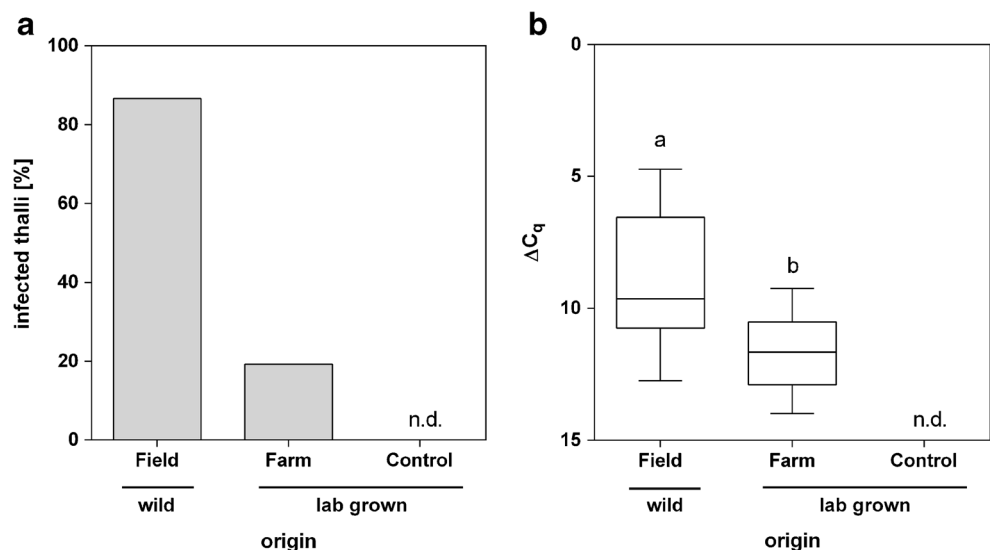 a
infected thalli [%]
100
80
60
40
20
0
n.d.
Field Farm Control
wild lab grown
origin
b
ΔCq
0
5
10
15
a
b
n.d.
Field Farm Control
wild lab grown
origin